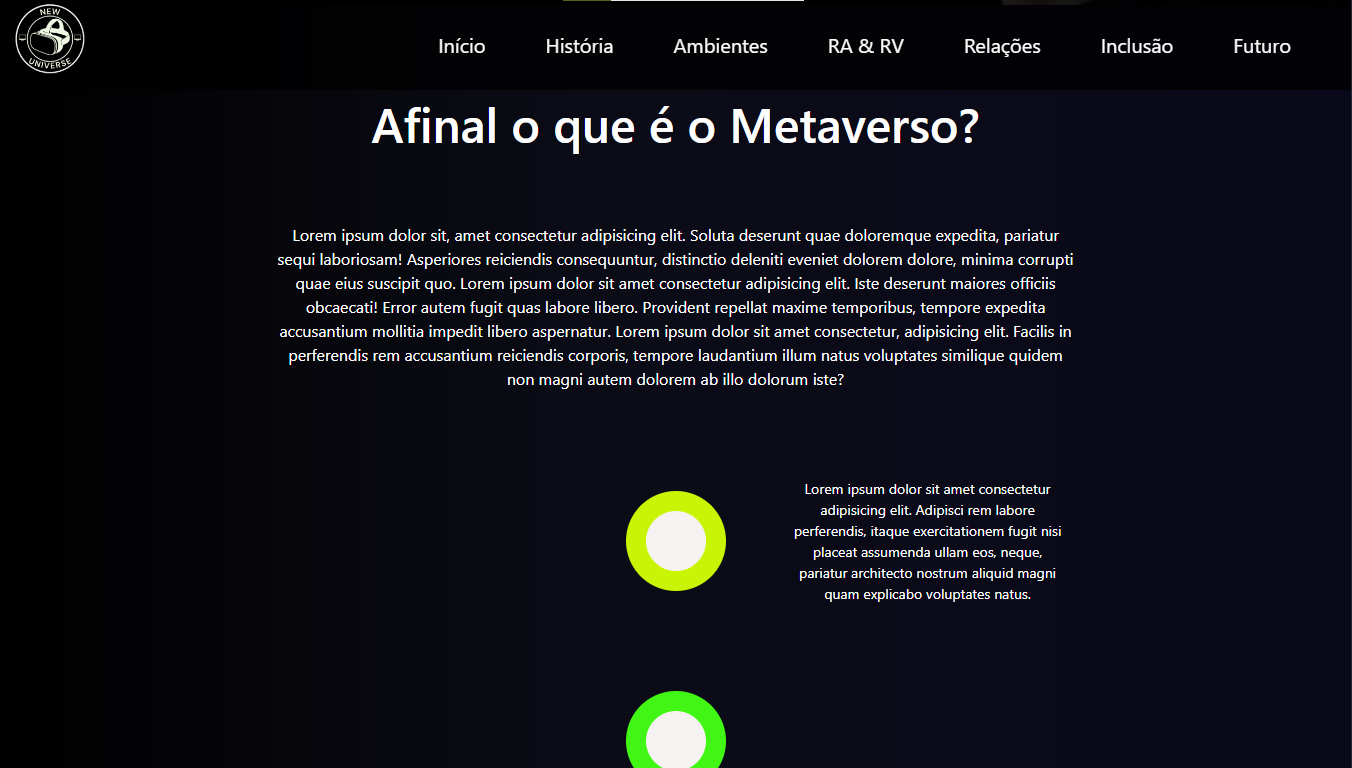 NEW
UNIVERSE
Início História Ambientes RA & RV Relações Inclusão Futuro
Afinal o que é o Metaverso?
Lorem ipsum dolor sit, amet consectetur adipisicing elit. Soluta deserunt quae doloremque expedita, pariatur
sequi laboriosam! Asperiores reiciendis consequuntur, distinctio deleniti eveniet dolorem dolore, minima corrupti
quae eius suscipit quo. Lorem ipsum dolor sit amet consectetur adipisicing elit. Iste deserunt maiores officiis
obcaecati! Error autem fugit quas labore libero. Provident repellat maxime temporibus, tempore expedita
accusantium mollitia impedit libero aspernatur. Lorem ipsum dolor sit amet consectetur, adipisicing elit. Facilis in
perferendis rem accusantium reiciendis corporis, tempore laudantium illum natus voluptates similique quidem
non magni autem dolorem ab illo dolorum iste?
Lorem ipsum dolor sit amet consectetur
adipisicing elit. Adipisci rem labore
perferendis, itaque exercitationem fugit nisi
placeat assumenda ullam eos, neque,
pariatur architecto nostrum aliquid magni
quam explicabo voluptates natus.